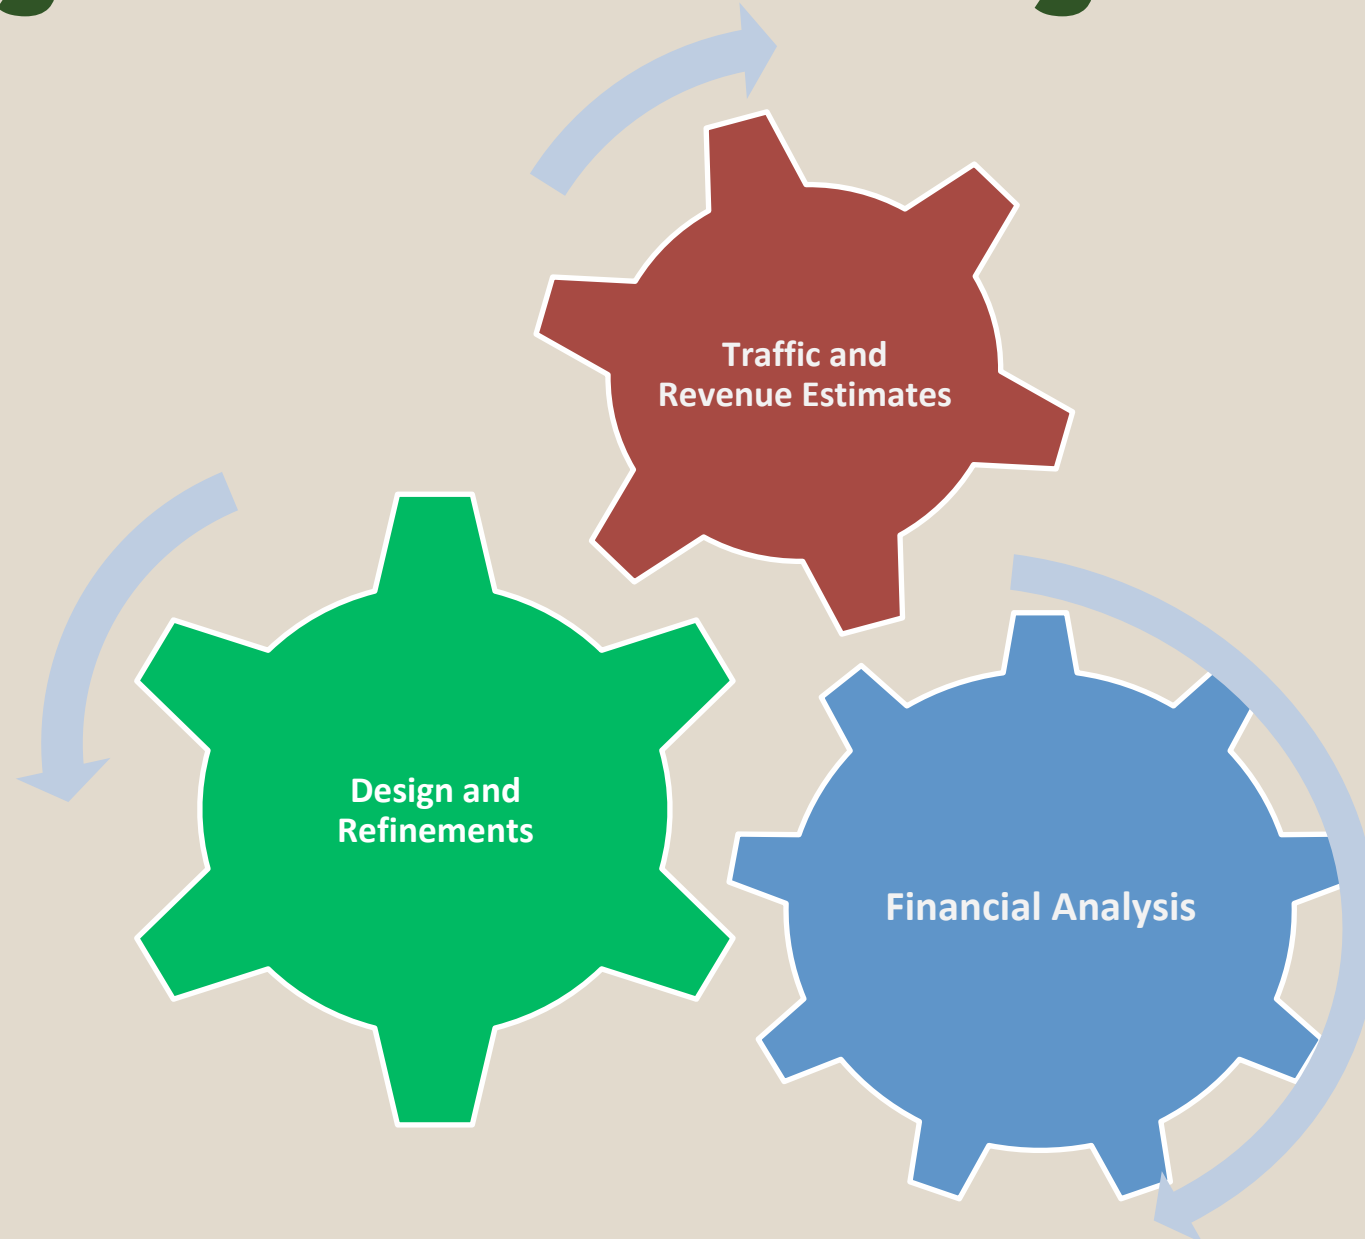 Traffic and
Revenue Estimates
Design and
Refinements
Financial Analysis